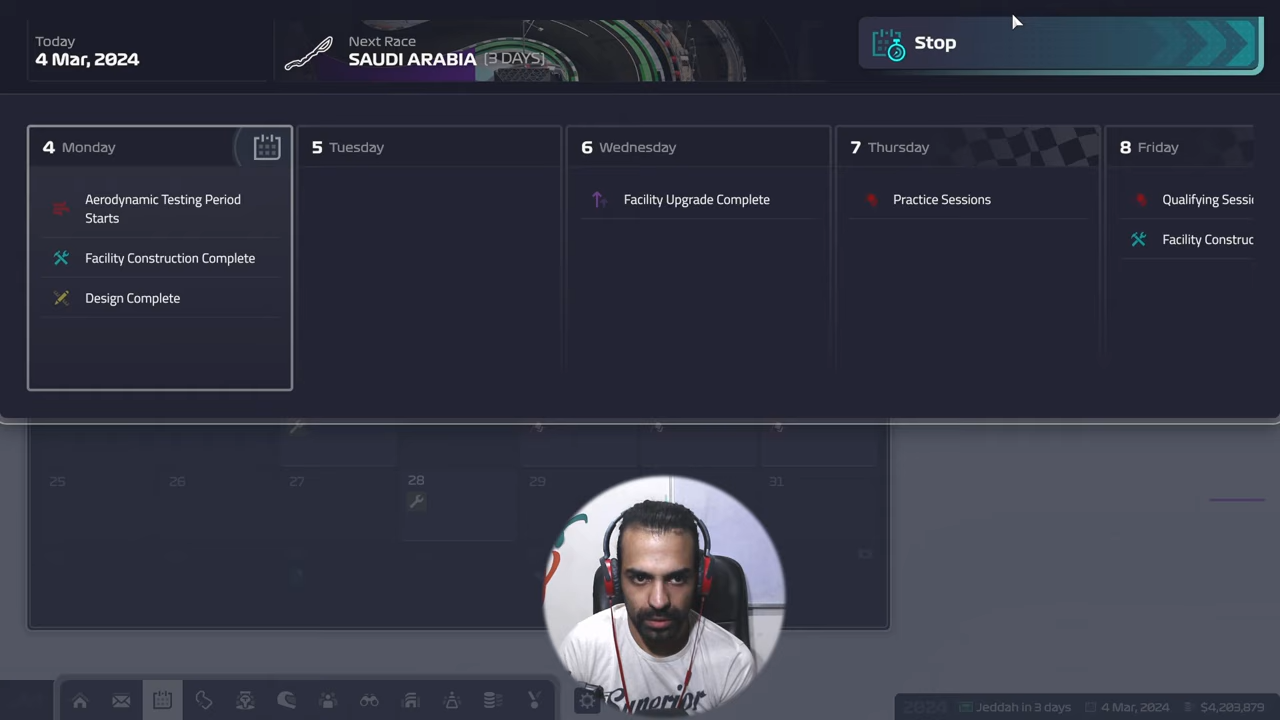 Today
4 Mar, 2024
Next Race
SAUDI ARABIA (3 DAYS)
Stop
4 Monday
Aerodynamic Testing Period
Starts
Facility Construction Complete
Design Complete
5 Tuesday
6 Wednesday
Facility Upgrade Complete
7 Thursday
Practice Sessions
8 Friday
Qualifying Sessi
Facility Construc
25
26
27
28
29
31
Superior
2024
Jeddah in 3 days
4 Mar, 2024
$4,203,879